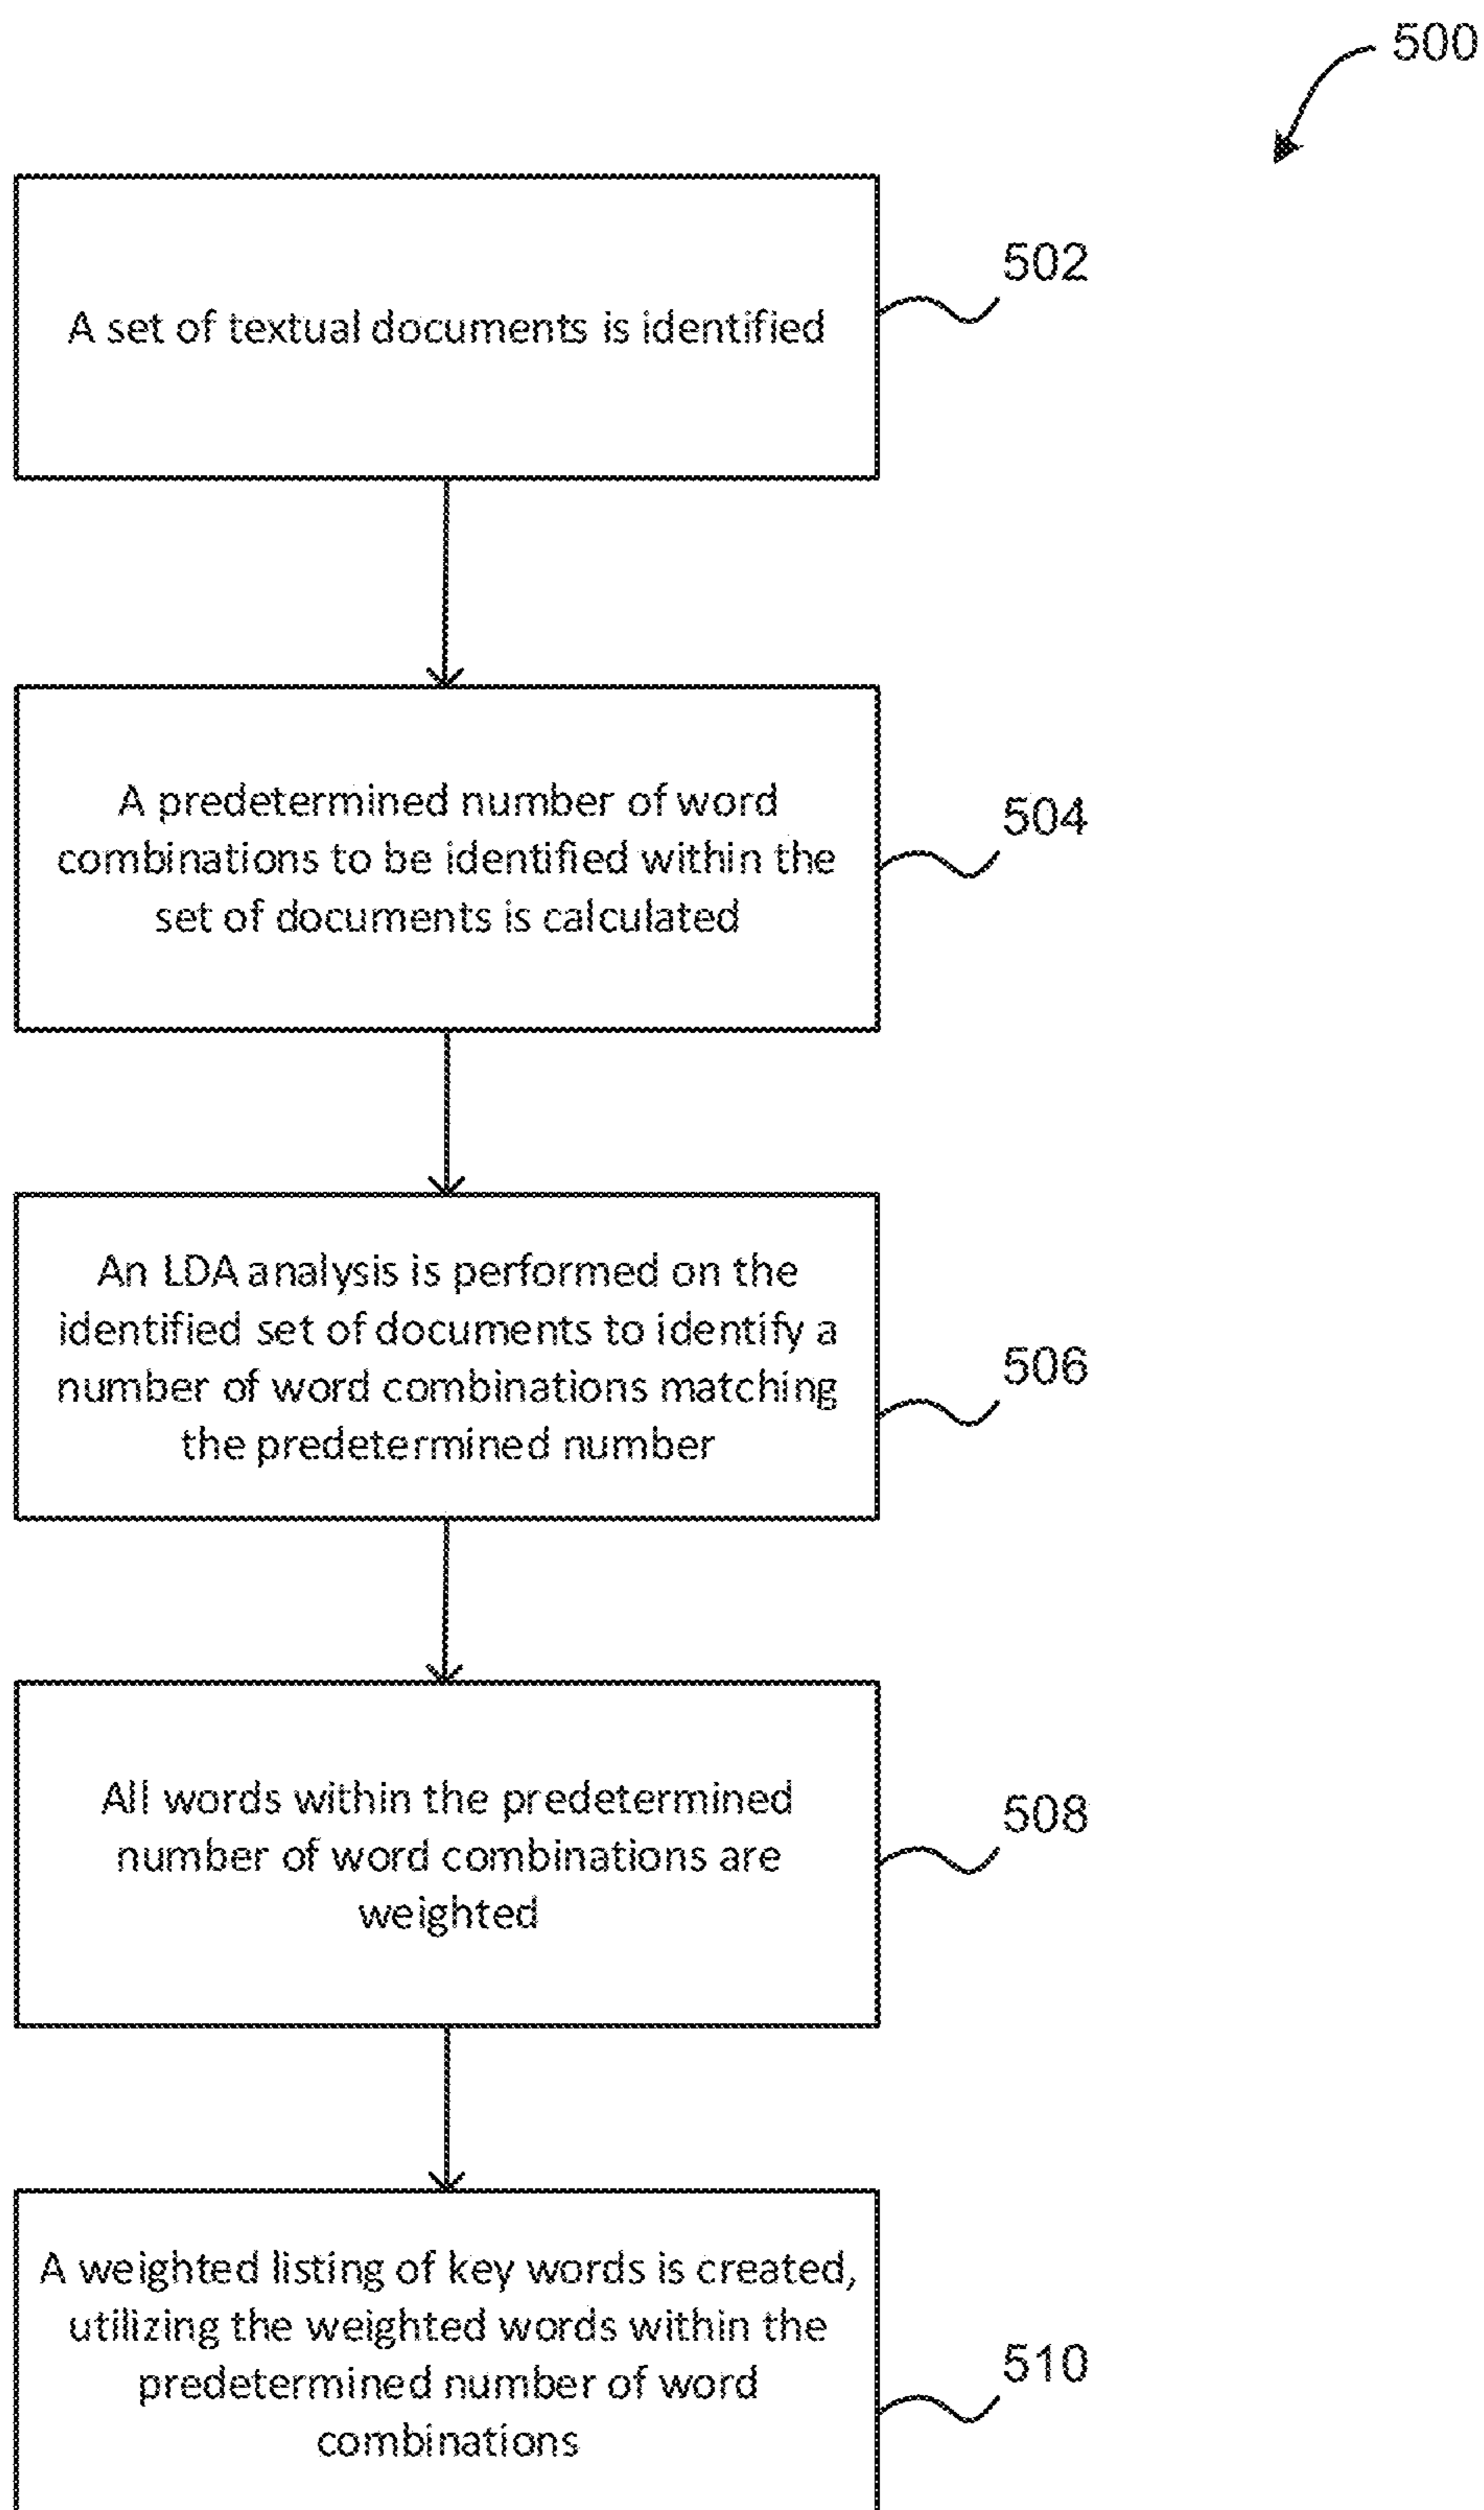 500
A set of textual documents is identified
502
A predetermined number of word
combinations to be identified within the
set of documents is calculated
504
An LDA analysis is performed on the
identified set of documents to identify a
number of word combinations matching
the predetermined number
506
All words within the predetermined
number of word combinations are
weighted
508
A weighted listing of key words is created,
utilizing the weighted words within the
predetermined number of word
combinations
510